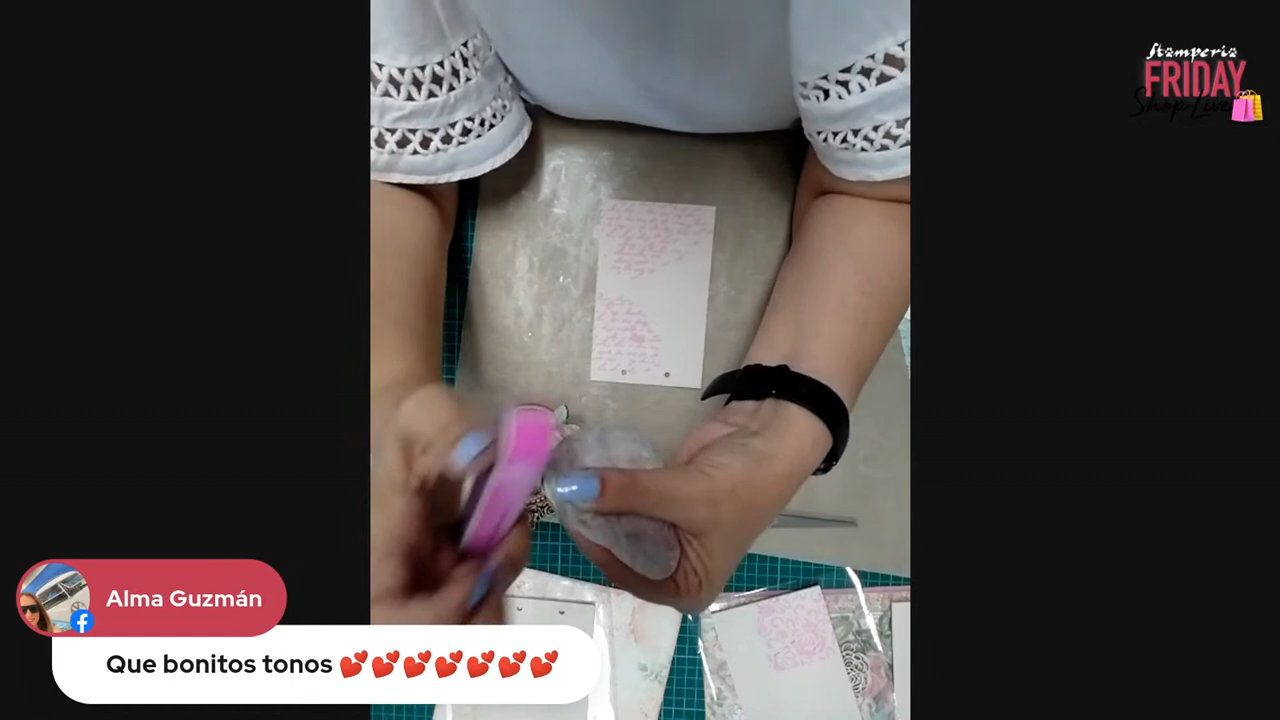 Stamperia
FRIDAY
Shop Live
Alma Guzmán
Que bonitos tonos 💕💕💕💕💕💕💕